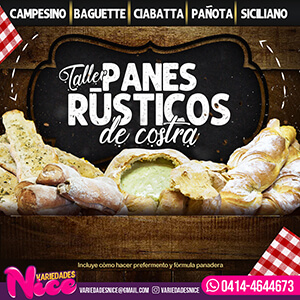 CAMPESINO | BAGUETTE | CIABATTA | PAÑOTA | SICILIANO
Taller PANES
RÚSTICOS
de costra
Incluye cómo hacer prefermento y fórmula panadera
VARIEDADES
Nice
VARIEDADESNICE@GMAIL.COM VARIEDADESNICE 0414-4644673